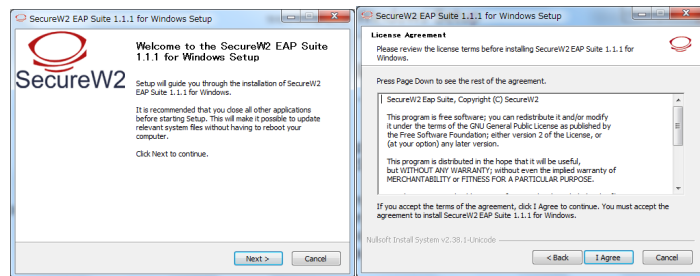 SecureW2 EAP Suite 1.1.1 for Windows Setup
Welcome to the SecureW2 EAP Suite
1.1.1 for Windows Setup
SecureW2
Setup will guide you through the installation of SecureW2
EAP Suite 1.1.1 for Windows.
It is recommended that you close all other applications
before starting Setup. This will make it possible to update
relevant system files without having to reboot your
computer.
Click Next to continue.
Next >
Cancel
SecureW2 EAP Suite 1.1.1 for Windows Setup
License Agreement
Please review the license terms before installing SecureW2 EAP Suite 1.1.1 for
Windows.
Press Page Down to see the rest of the agreement.
SecureW2 Eap Suite, Copyright (C) SecureW2
This program is free software; you can redistribute it and/or modify
it under the terms of the GNU General Public License as published by
the Free Software Foundation; either version 2 of the License, or
(at your option) any later version.
This program is distributed in the hope that it will be useful,
but WITHOUT ANY WARRANTY; without even the implied warranty of
MERCHANTABILITY or FITNESS FOR A PARTICULAR PURPOSE.
If you accept the terms of the agreement, click I Agree to continue. You must accept the
agreement to install SecureW2 EAP Suite 1.1.1 for Windows.
Nullsoft Install System v2.38.1-Unicode
< Back
I Agree
Cancel